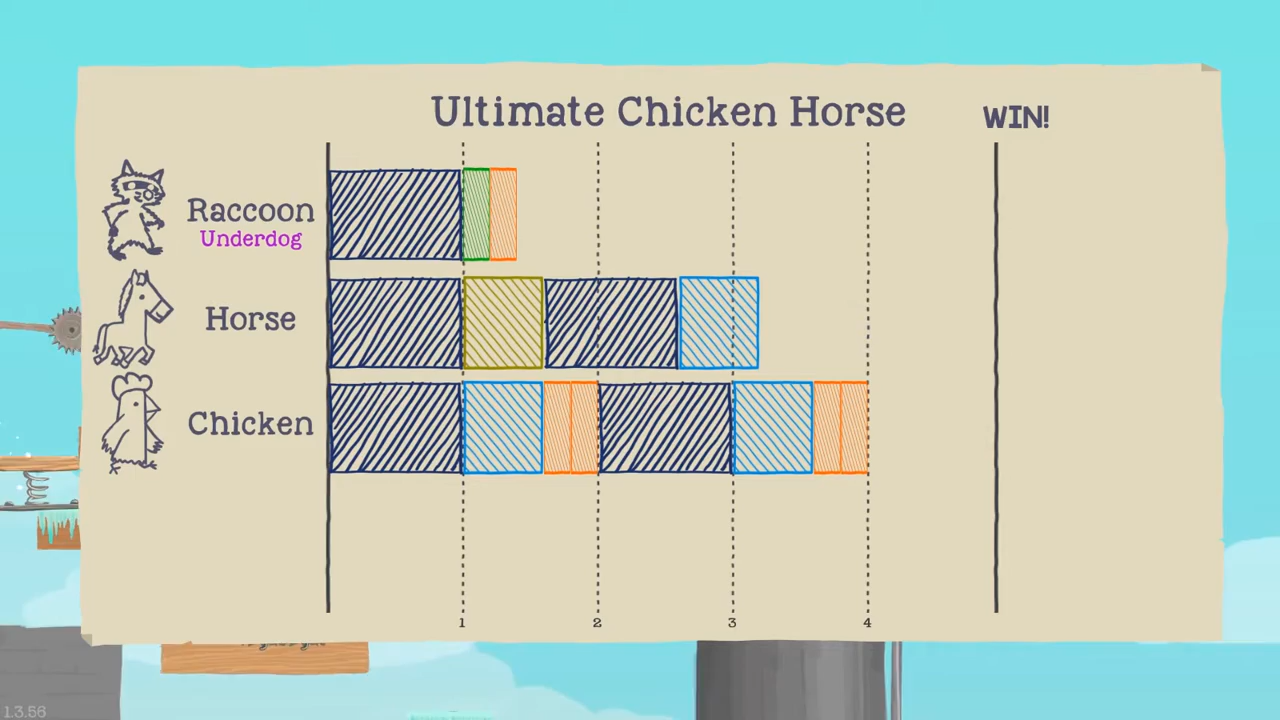 Ultimate Chicken Horse
WIN!
Raccoon
Underdog
Horse
Chicken
1 2 3 4
1.3.56